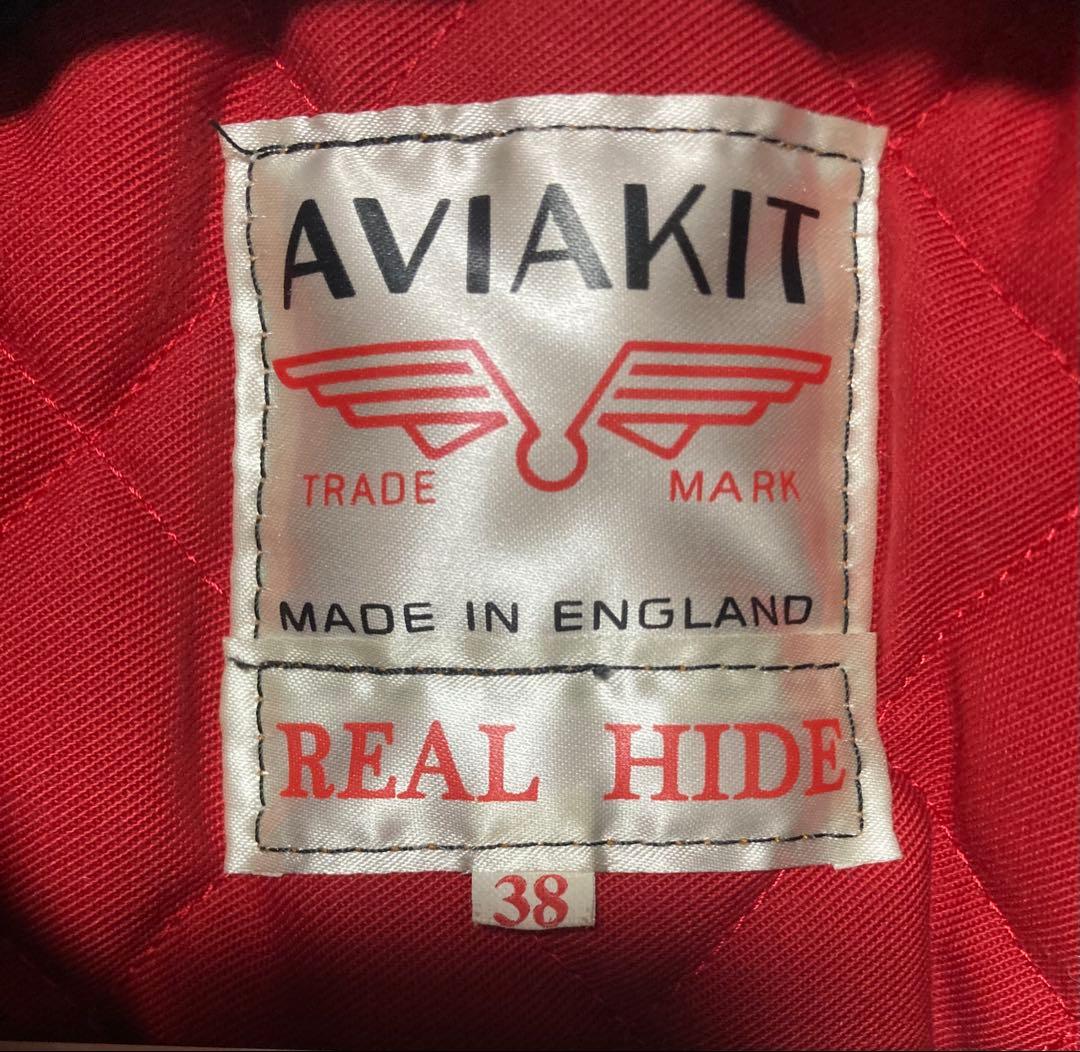 AVIAKIT
TRADE MARK
MADE IN ENGLAND
REAL HIDE
38